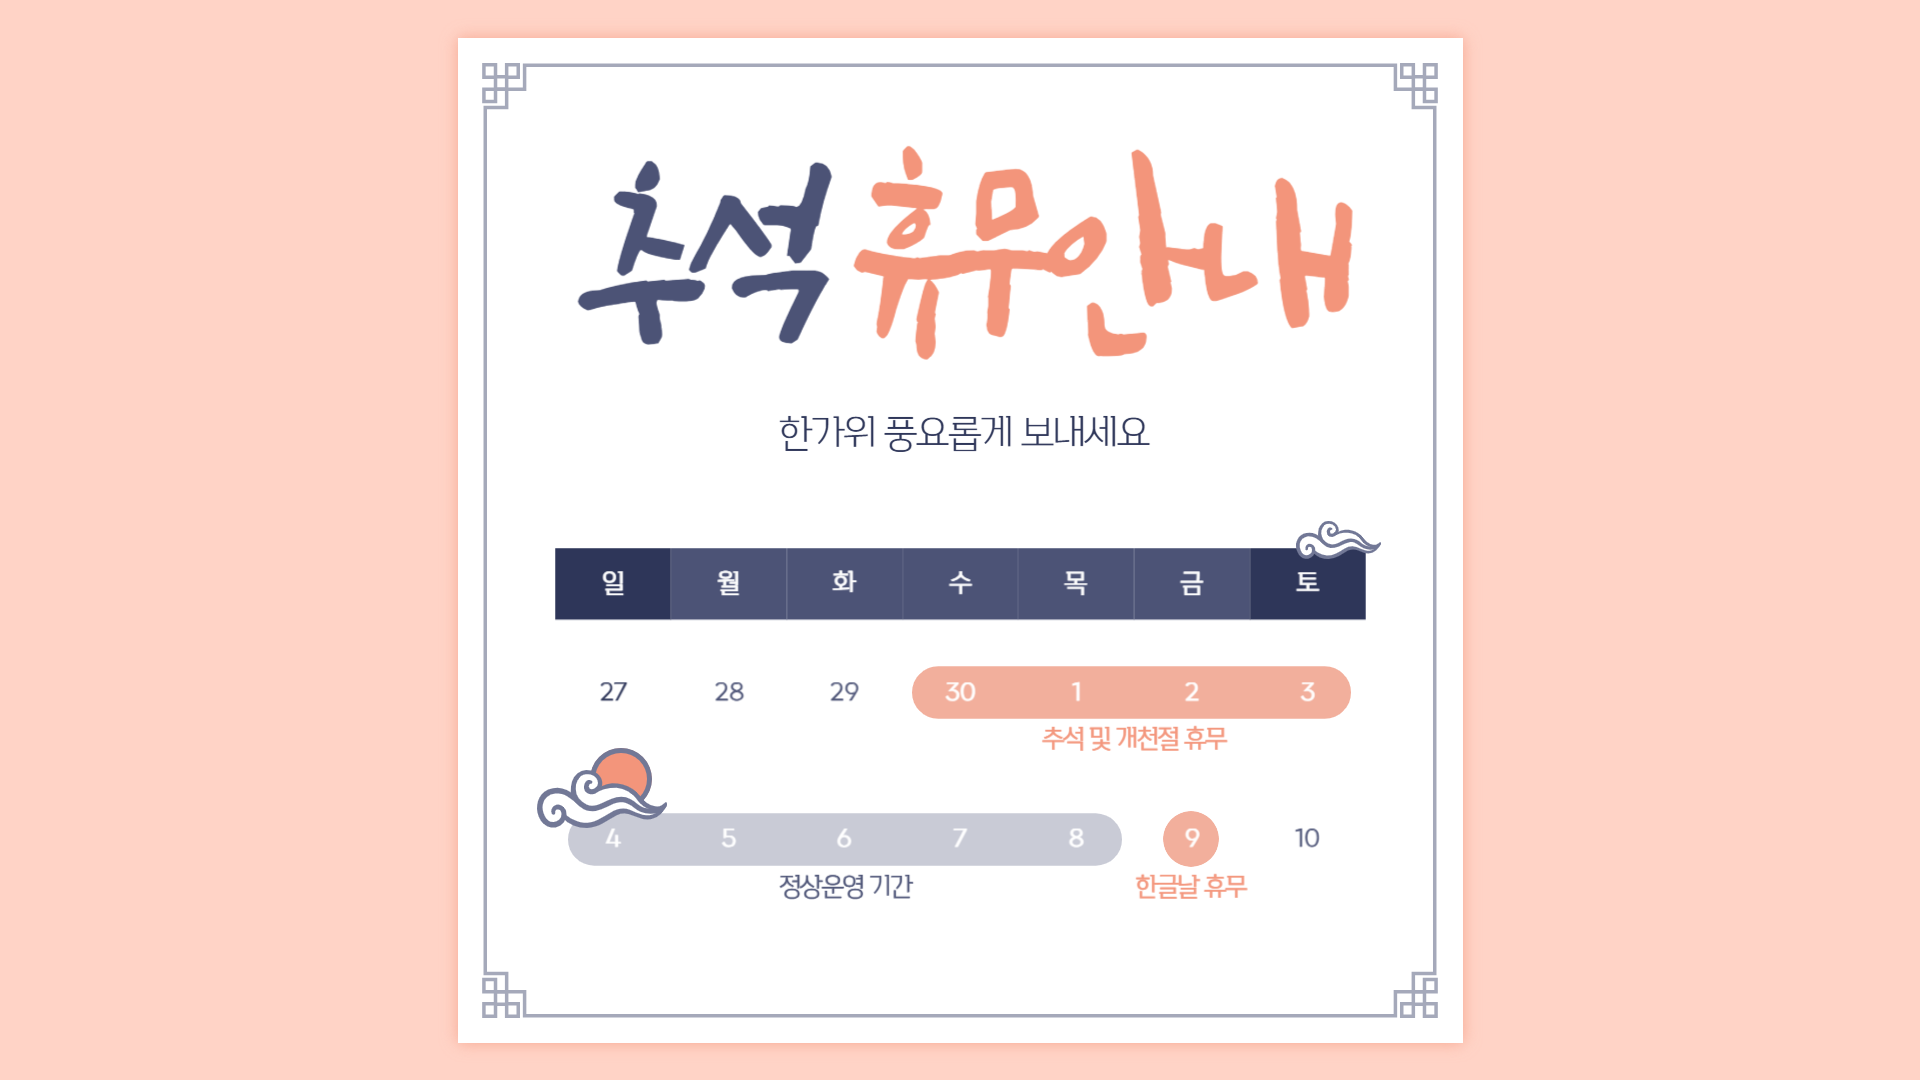 추석 휴무안내
한가위 풍요롭게 보내세요
일 월 화 수 목 금 토
27 28 29 30 1 2 3
추석 및 개천절 휴무
4 5 6 7 8 9 10
정상운영 기간 한글날 휴무